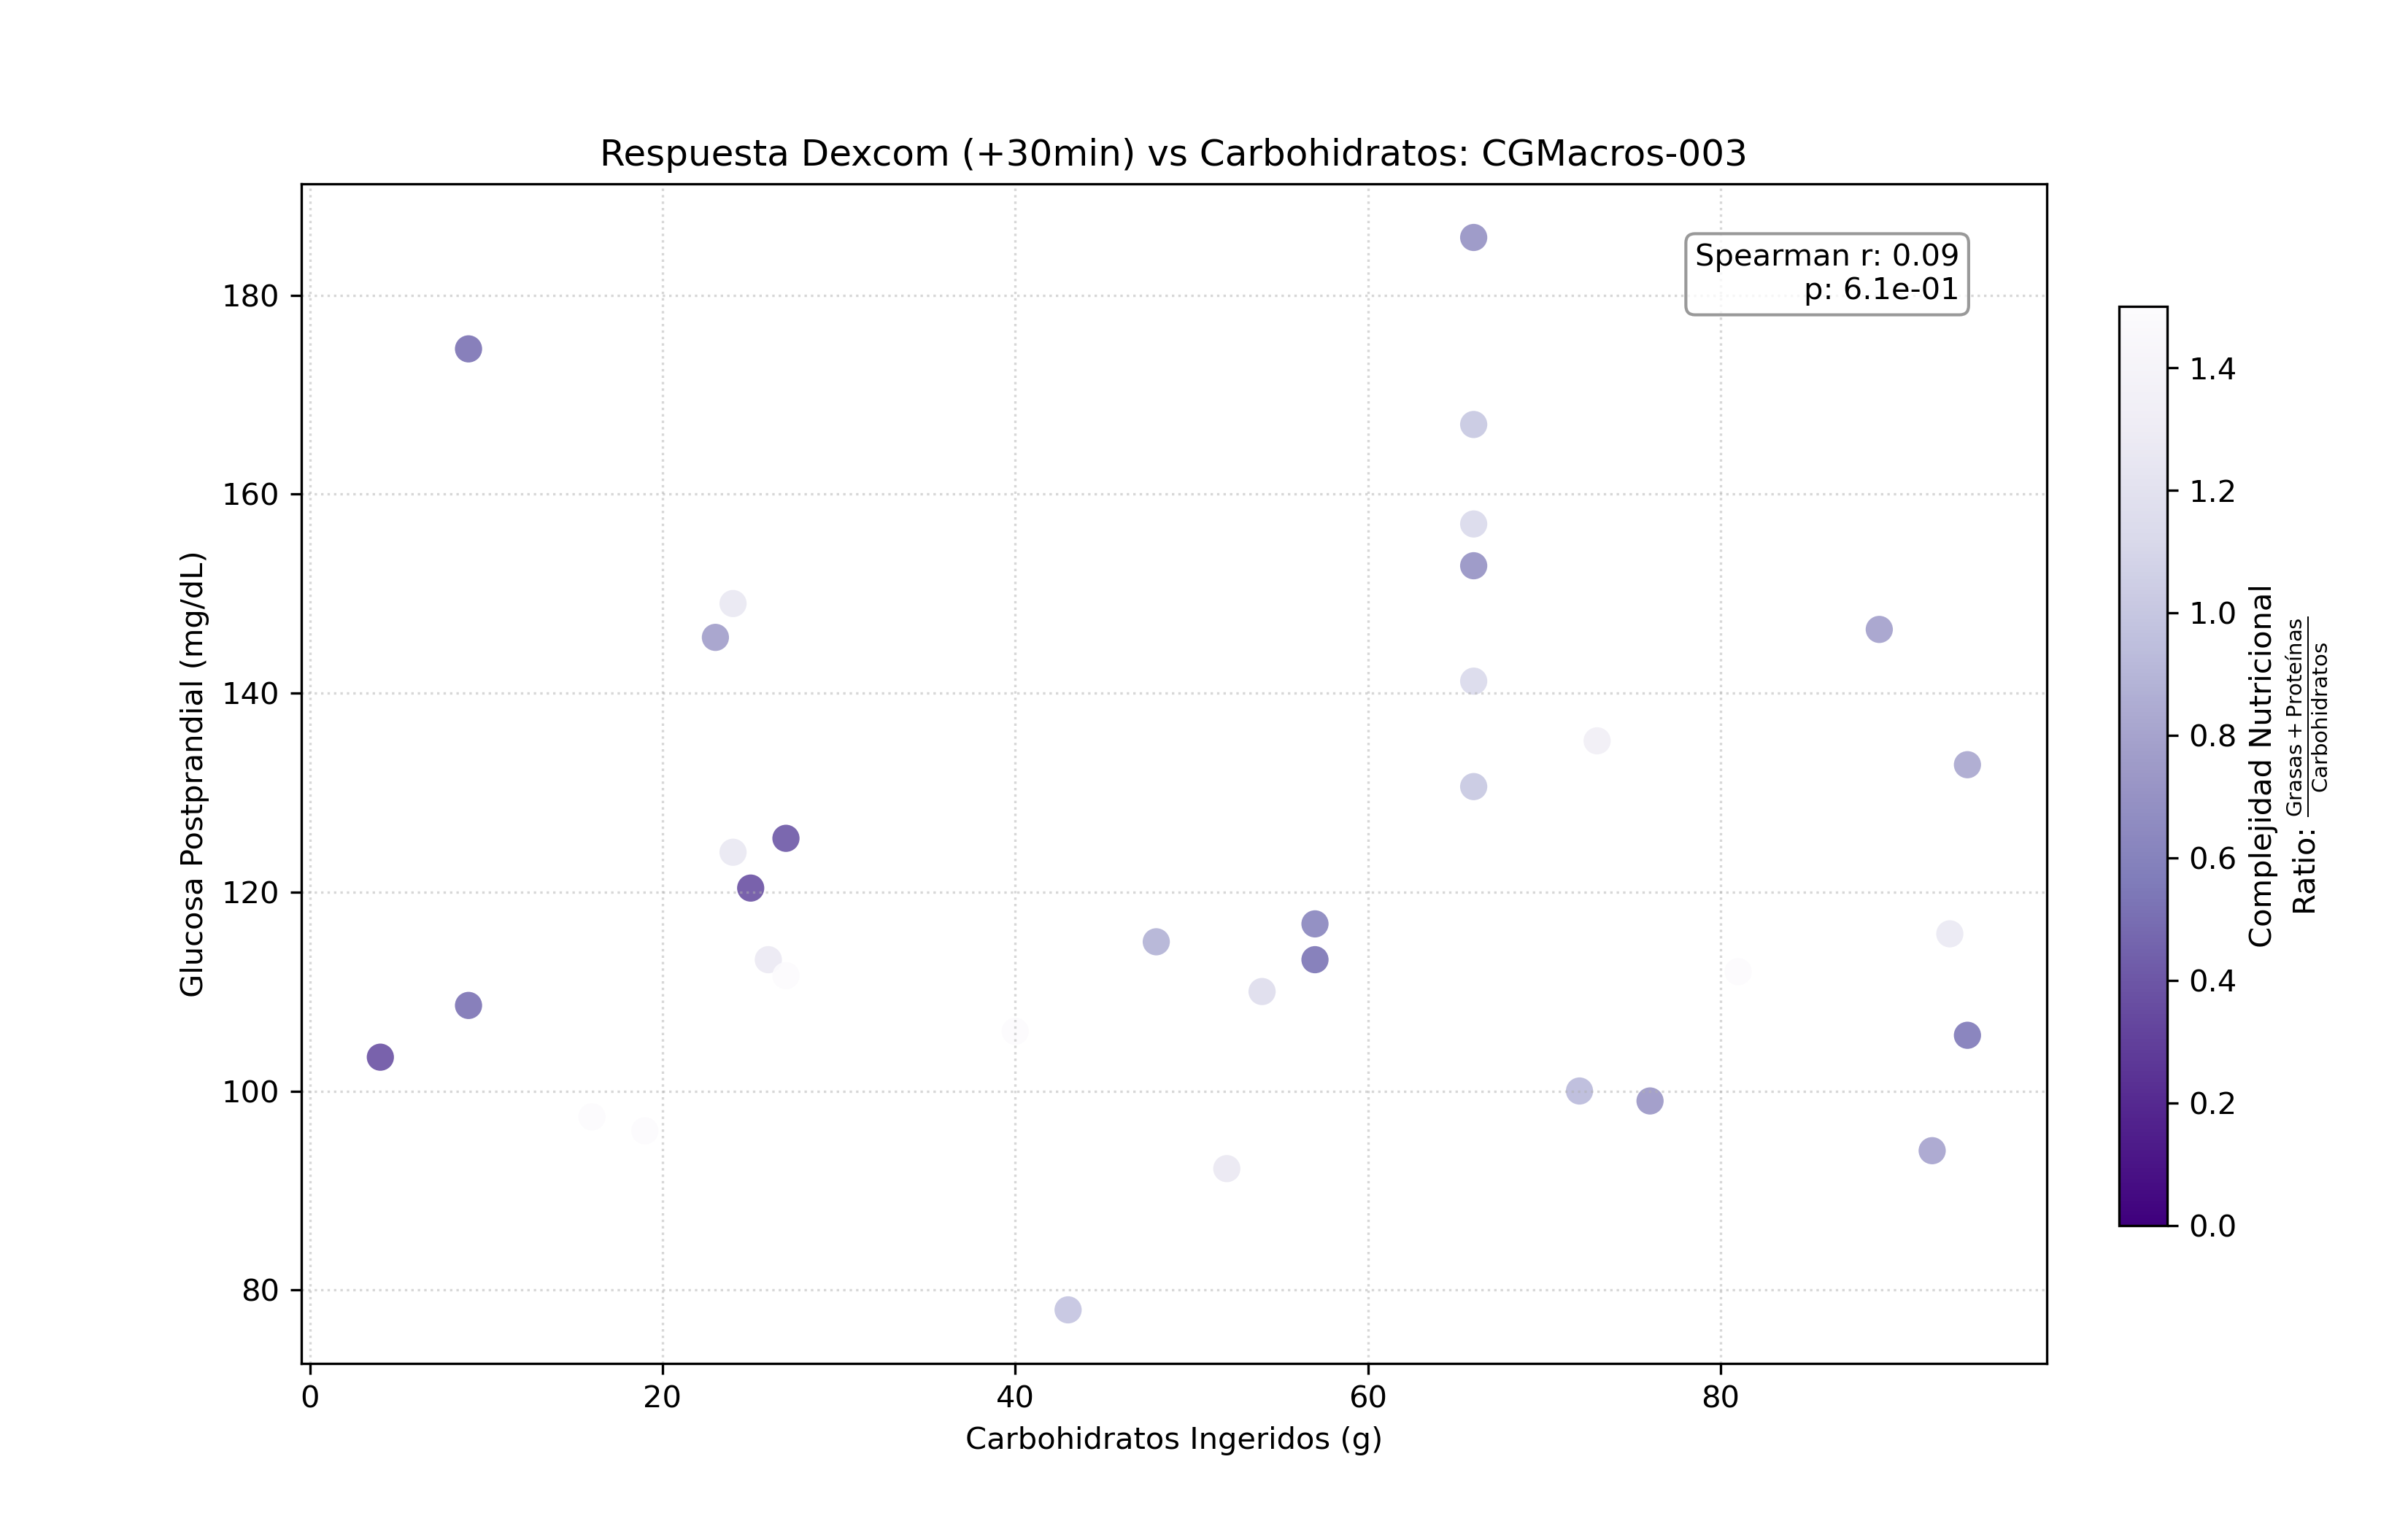 Respuesta Dexcom (+30min) vs Carbohidratos: CGMacros-003
Spearman r: 0.09
p: 6.1e-01
Glucosa Postprandial (mg/dL)
180
160
140
120
100
80
0
20
40
60
80
Carbohidratos Ingeridos (g)
1.4
1.2
1.0
0.8
0.6
0.4
0.2
0.0
Complejidad Nutricional
Ratio: Grasas + Proteínas
Carbohidratos